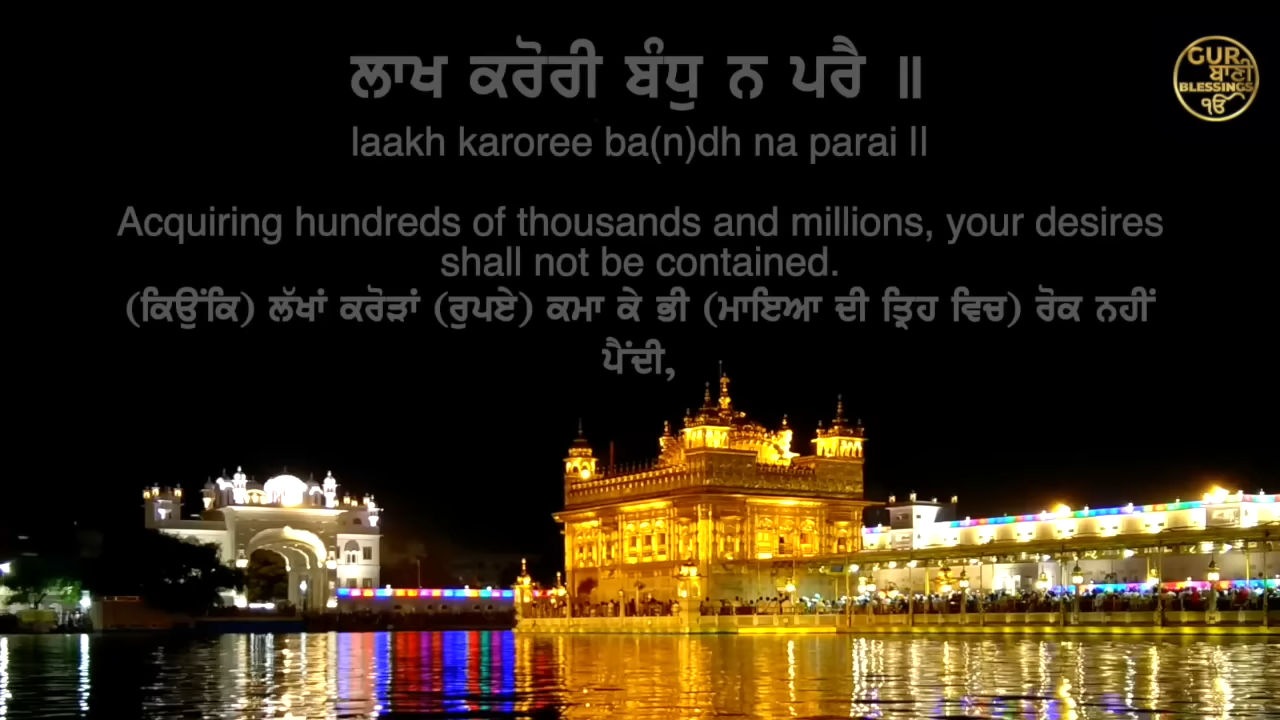 ਲਾਖ ਕਰੋਰੀ ਬੰਧੁ ਨ ਪਰੈ ॥
laakh karoree ba(n)dh na parai ||
Acquiring hundreds of thousands and millions, your desires
shall not be contained.
(ਕਿਉਂਕਿ) ਲੱਖਾਂ ਕਰੋੜਾਂ (ਰੁਪਏ) ਕਮਾ ਕੇ ਭੀ (ਮਾਇਆ ਦੀ ਤ੍ਰਿਹ ਵਿਚ) ਰੋਕ ਨਹੀਂ
ਪੈਂਦੀ,
GUR
ਬਾਣੀ
BLESSINGS
ੴ